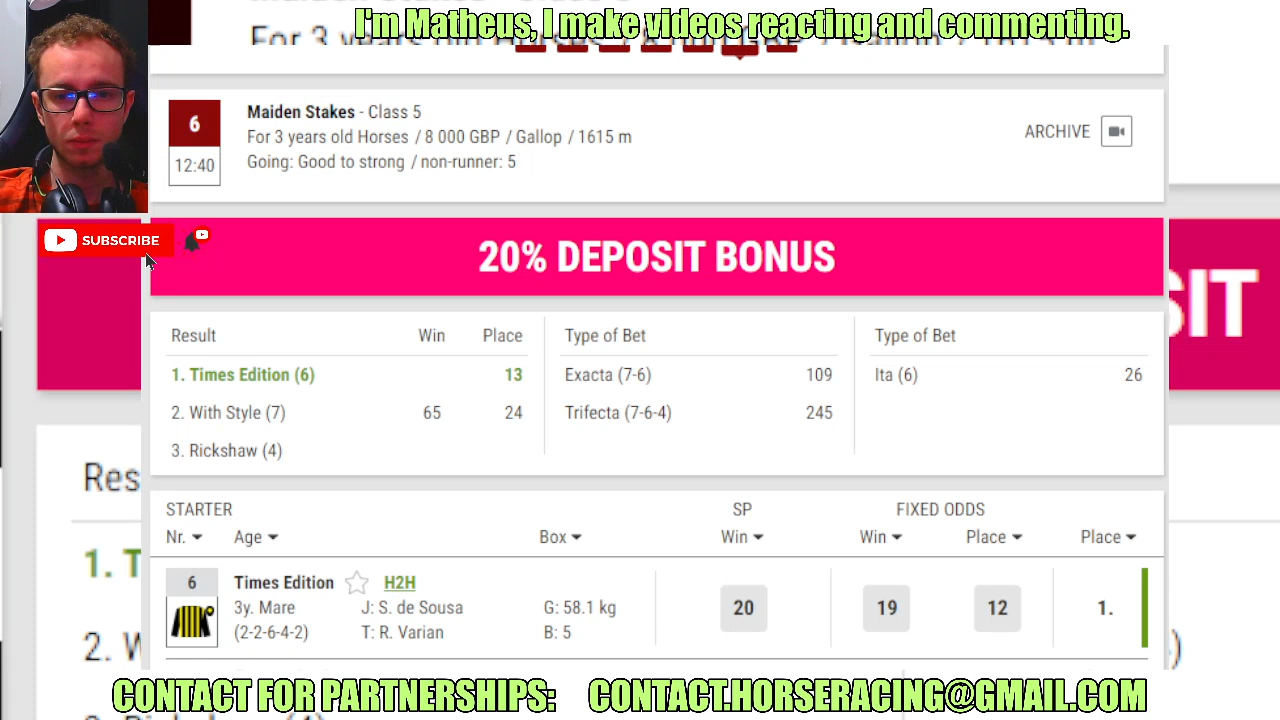 I'm Matheus, I make videos reacting and commenting.
6
12:40
Maiden Stakes - Class 5
For 3 years old Horses / 8 000 GBP / Gallop / 1615 m
Going: Good to strong / non-runner: 5
ARCHIVE
SUBSCRIBE
20% DEPOSIT BONUS
Result Win Place
1. Times Edition (6) 13
2. With Style (7) 65 24
3. Rickshaw (4)
Type of Bet
Exacta (7-6) 109
Trifecta (7-6-4) 245
Type of Bet
Ita (6) 26
STARTER SP FIXED ODDS
Nr. Age Box Win Win Place Place
6 Times Edition H2H
3y. Mare J: S. de Sousa G: 58.1 kg 20 19 12 1.
(2-2-6-4-2) T: R. Varian B: 5
CONTACT FOR PARTNERSHIPS: CONTACT.HORSERACING@GMAIL.COM